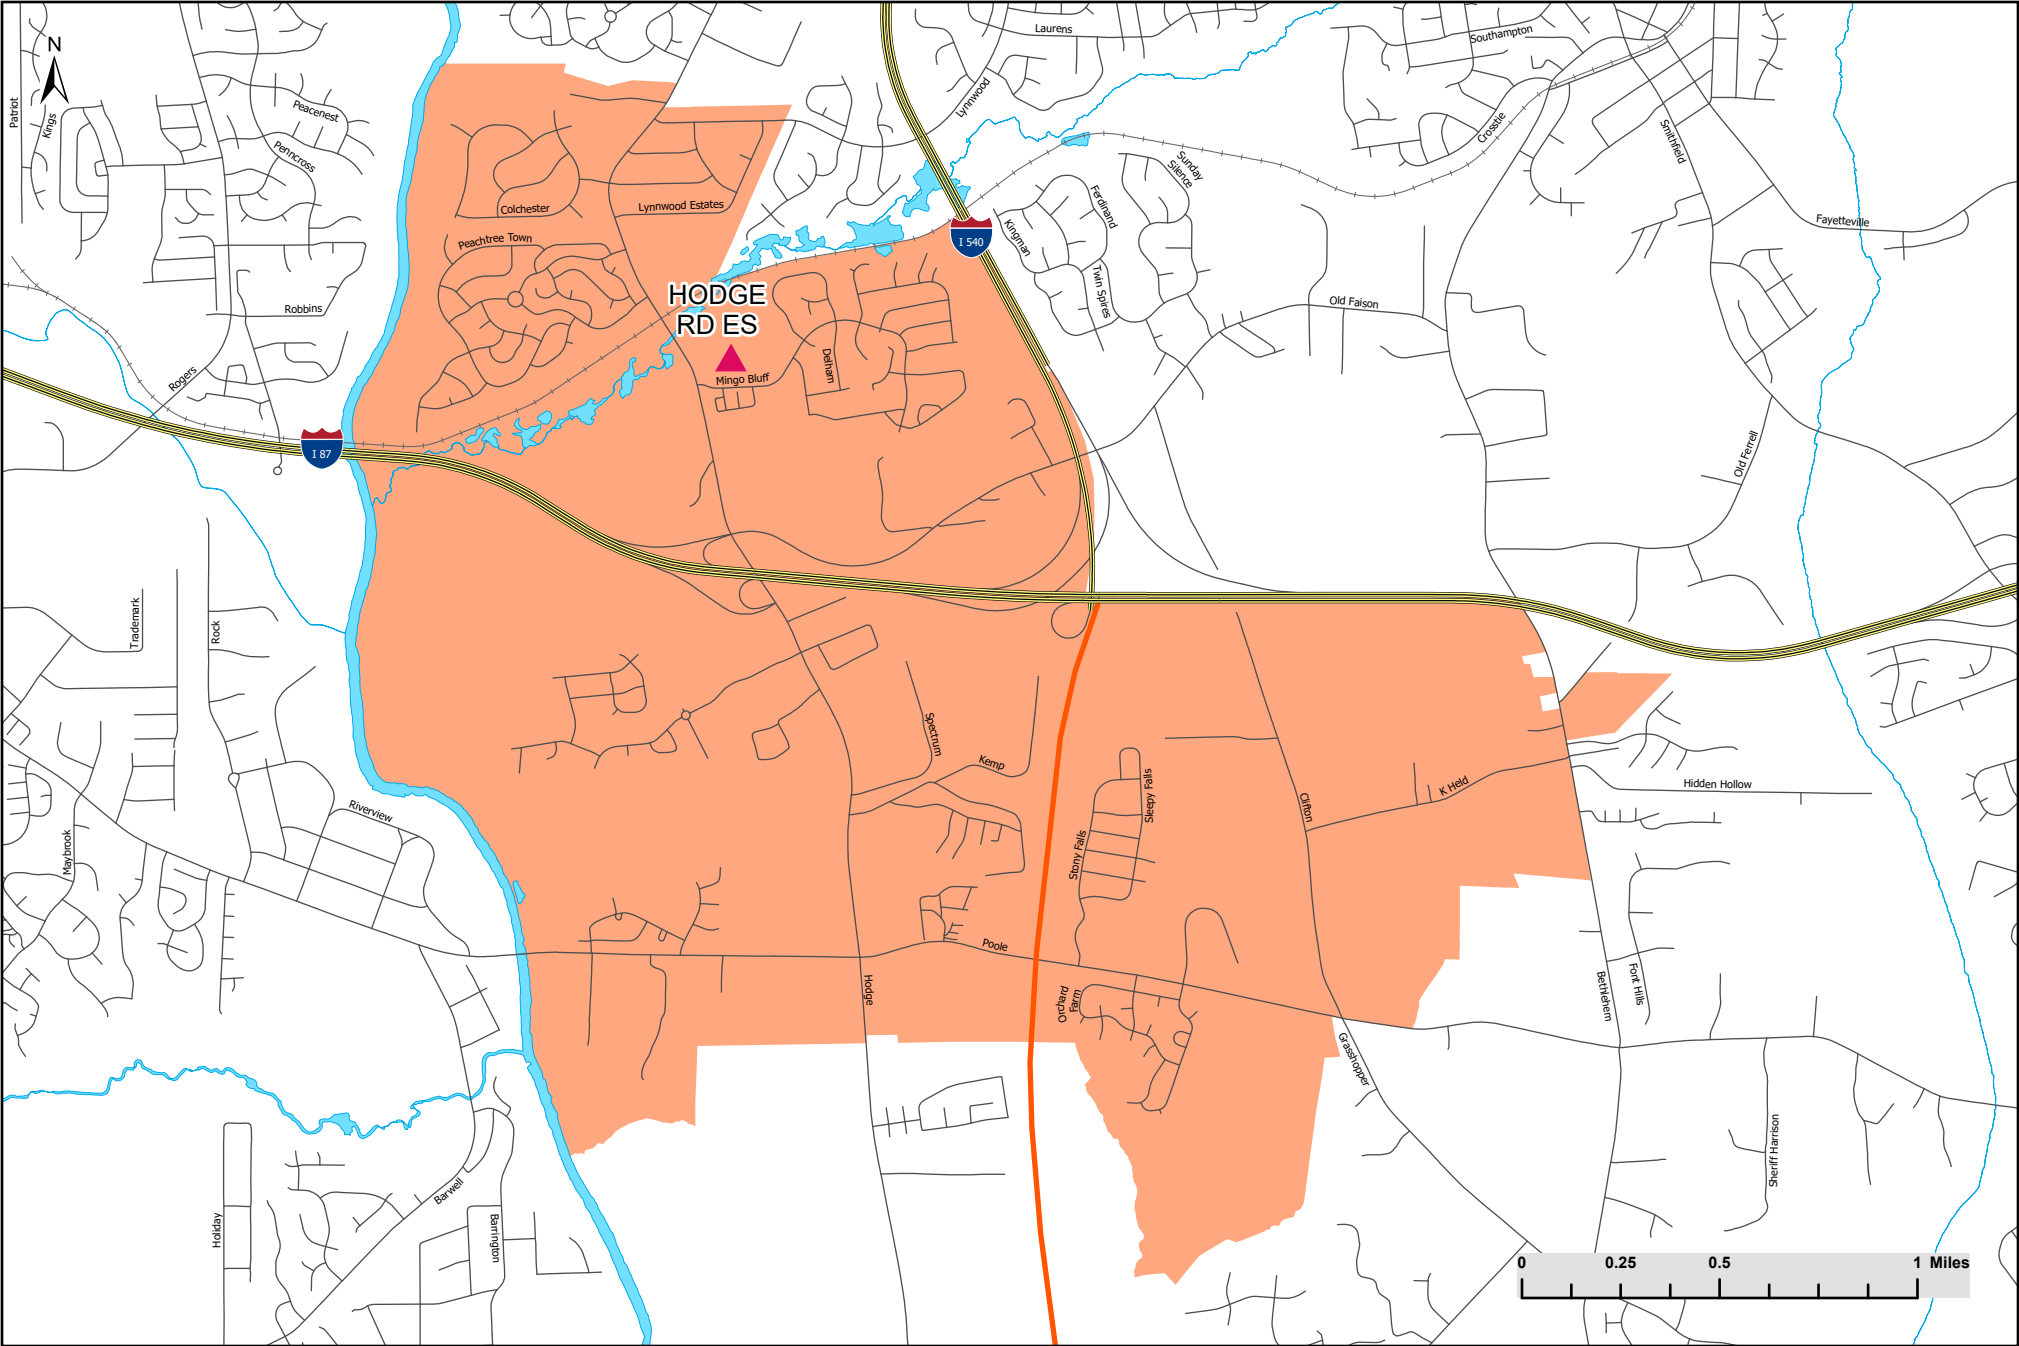 N
Patriot
Kings
Peacenest
Penncross
Laurens
Lynnwood
Southampton
Crosstie
Smithfield
Sunday
Silence
Ferdinand
Kingman
Twin Spires
Fayetteville
Colchester
Lynnwood Estates
Peachtree Town
I 540
Robbins
Old Faison
HODGE
RD ES
Mingo Bluff
Delham
Rogers
I 87
Old Ferrell
Trademark
Rock
Spectrum
Kemp
Sleepy Falls
Stony Falls
Clifton
K Held
Hidden Hollow
Riverview
Maybrook
Poole
Hodge
Orchard
Farm
Font Hills
Bethlehem
Grasshopper
Sheriff Harrison
Barwell
Holiday
Barrington
0 0.25 0.5 1 Miles